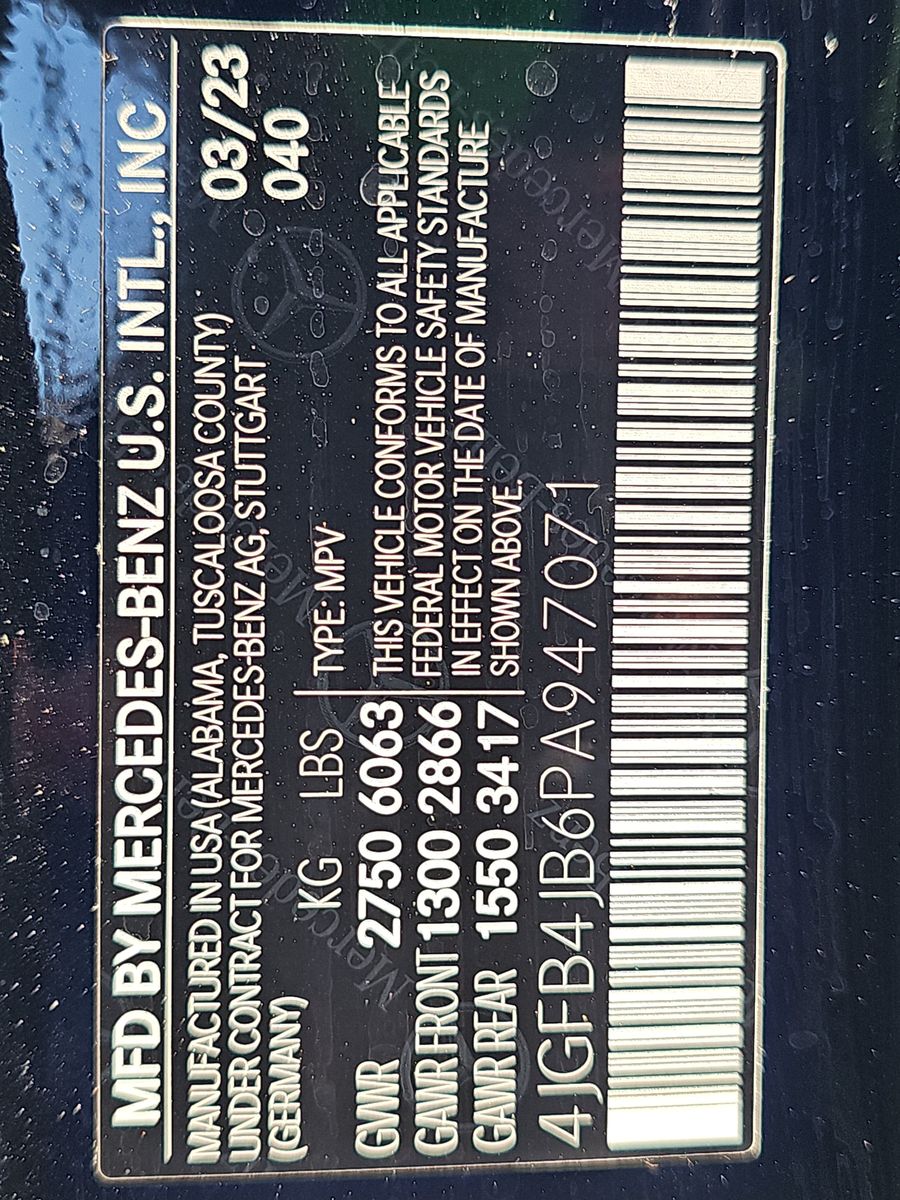 MFD BY MERCEDES-BENZ U.S. INTL., INC
MANUFACTURED IN USA (ALABAMA, TUSCALOOSA COUNTY) 03/23
UNDER CONTRACT FOR MERCEDES-BENZ AG, STUTTGART 040
(GERMANY)
KG LBS TYPE: MPV
GWR 2750 6063 THIS VEHICLE CONFORMS TO ALL APPLICABLE
GAWR FRONT 1300 2866 FEDERAL MOTOR VEHICLE SAFETY STANDARDS
IN EFFECT ON THE DATE OF MANUFACTURE
GAWR REAR 1550 3417 SHOWN ABOVE.
4JGFB4JB6PA947071